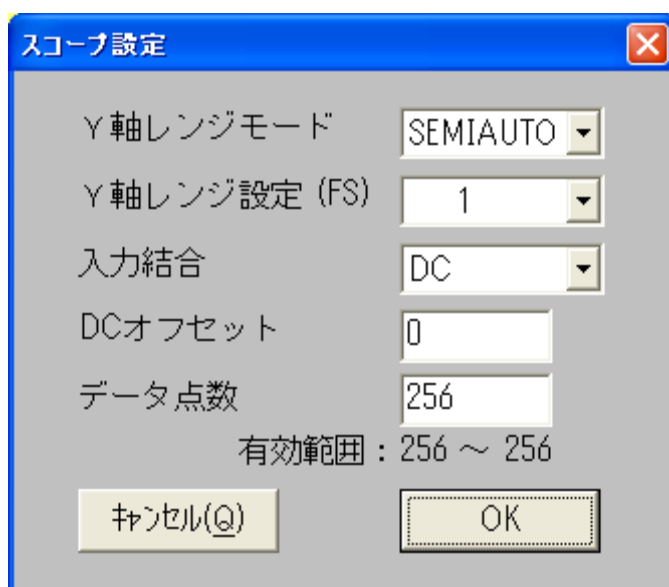 スコープ設定
Y軸レンジモード SEMIAUTO
Y軸レンジ設定 (FS) 1
入力結合 DC
DCオフセット 0
データ点数 256
有効範囲：256 ～ 256
ｷｬﾝｾﾙ(Q) OK